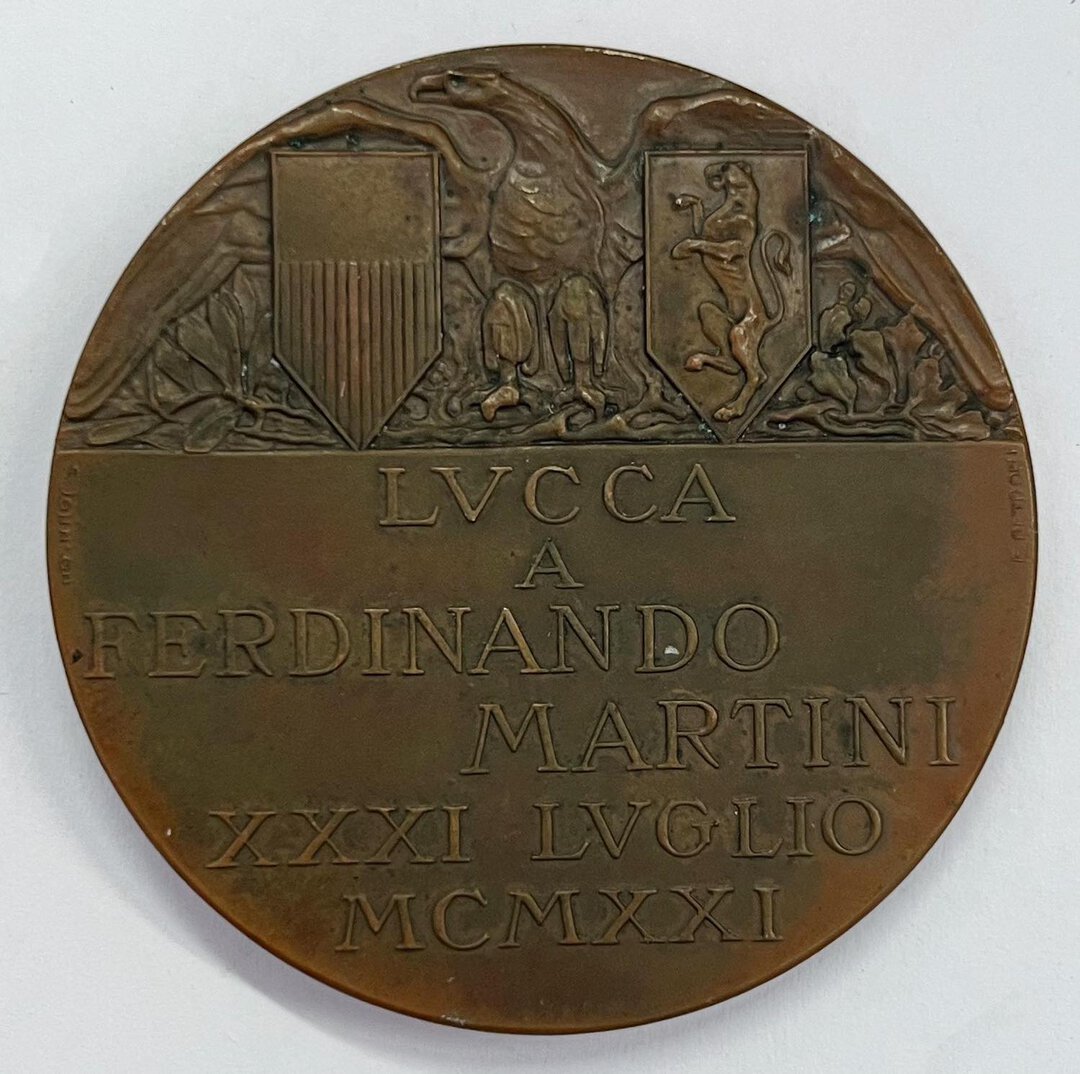 LVCCA
A
FERDINANDO
MARTINI
XXXI LVGLIO
MCMXXI